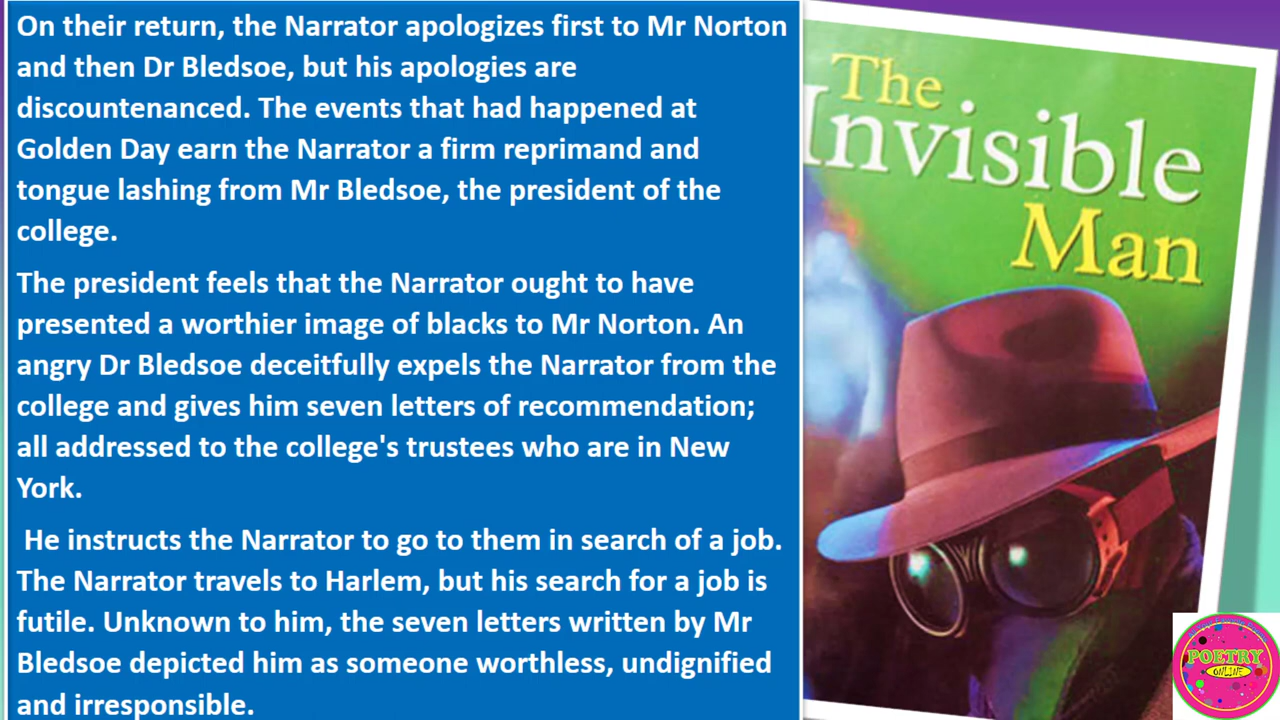 On their return, the Narrator apologizes first to Mr Norton
and then Dr Bledsoe, but his apologies are
discountenanced. The events that had happened at
Golden Day earn the Narrator a firm reprimand and
tongue lashing from Mr Bledsoe, the president of the
college.
The president feels that the Narrator ought to have
presented a worthier image of blacks to Mr Norton. An
angry Dr Bledsoe deceitfully expels the Narrator from the
college and gives him seven letters of recommendation;
all addressed to the college's trustees who are in New
York.
He instructs the Narrator to go to them in search of a job.
The Narrator travels to Harlem, but his search for a job is
futile. Unknown to him, the seven letters written by Mr
Bledsoe depicted him as someone worthless, undignified
and irresponsible.
The
Invisible
Man
POETRY
ONLINE